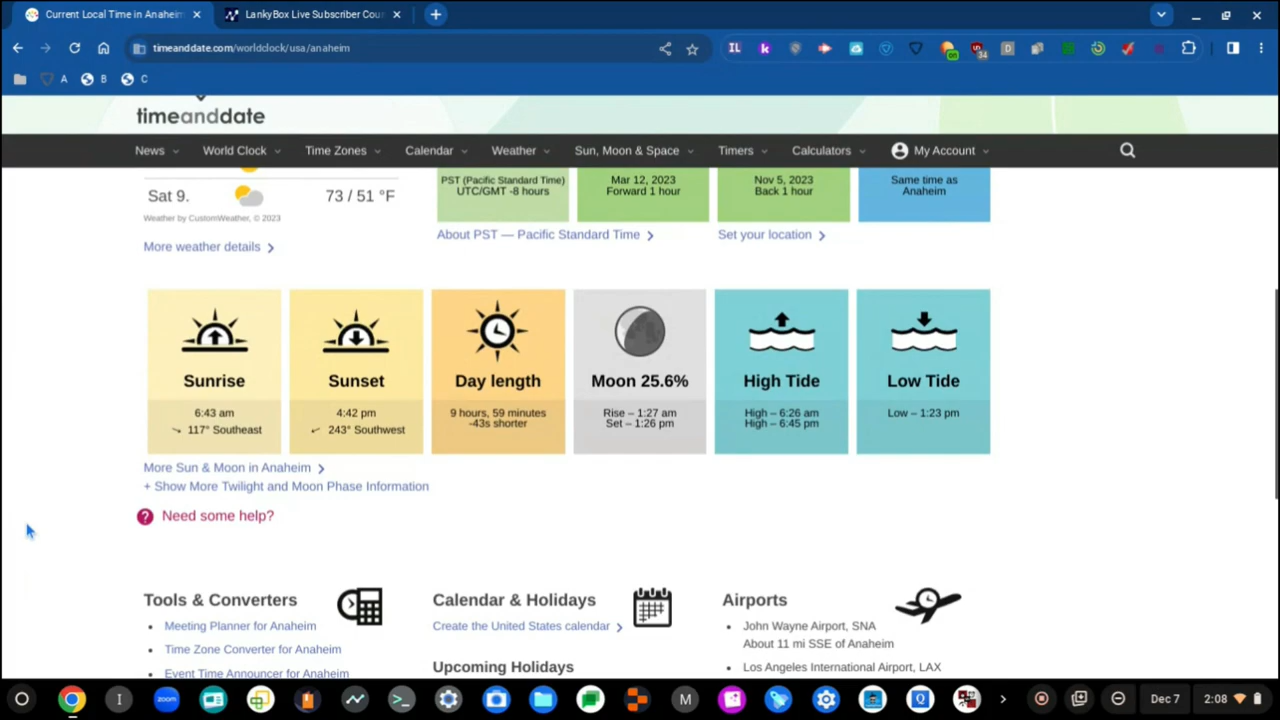 Current Local Time in Anaheim
LankyBox Live Subscriber Cou
timeanddate.com/worldclock/usa/anaheim
A B C
timeanddate
News World Clock Time Zones Calendar Weather Sun, Moon & Space Timers Calculators My Account
Sat 9. 73 / 51 °F
Weather by CustomWeather, © 2023
More weather details
PST (Pacific Standard Time)
UTC/GMT -8 hours
Mar 12, 2023
Forward 1 hour
Nov 5, 2023
Back 1 hour
Same time as
Anaheim
About PST — Pacific Standard Time
Set your location
Sunrise
6:43 am
117° Southeast
Sunset
4:42 pm
243° Southwest
Day length
9 hours, 59 minutes
-43s shorter
Moon 25.6%
Rise – 1:27 am
Set – 1:26 pm
High Tide
High – 6:26 am
High – 6:45 pm
Low Tide
Low – 1:23 pm
More Sun & Moon in Anaheim
+ Show More Twilight and Moon Phase Information
? Need some help?
Tools & Converters
Meeting Planner for Anaheim
Time Zone Converter for Anaheim
Event Time Announcer for Anaheim
Calendar & Holidays
Create the United States calendar
Upcoming Holidays
Airports
John Wayne Airport, SNA
About 11 mi SSE of Anaheim
Los Angeles International Airport, LAX
Dec 7 2:08